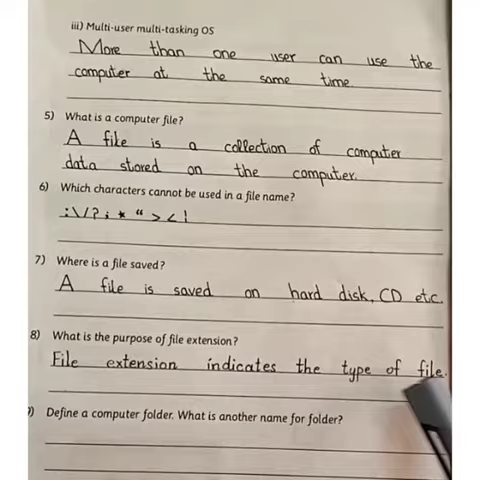 iii) Multi-user multi-tasking OS
More than one user can use the
computer at the same time.
5) What is a computer file?
A file is a collection of computer
data stored on the computer.
6) Which characters cannot be used in a file name?
: \ / ? ; * “ > < |
7) Where is a file saved?
A file is saved on hard disk, CD etc.
8) What is the purpose of file extension?
File extension indicates the type of file.
9) Define a computer folder. What is another name for folder?